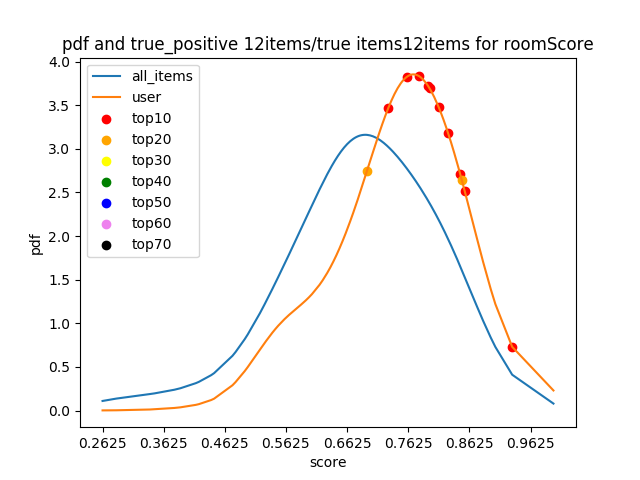 pdf and true_positive 12items/true items12items for roomScore
4.0
3.5
3.0
2.5
2.0
1.5
1.0
0.5
0.0
pdf
all_items
user
top10
top20
top30
top40
top50
top60
top70
0.2625 0.3625 0.4625 0.5625 0.6625 0.7625 0.8625 0.9625
score